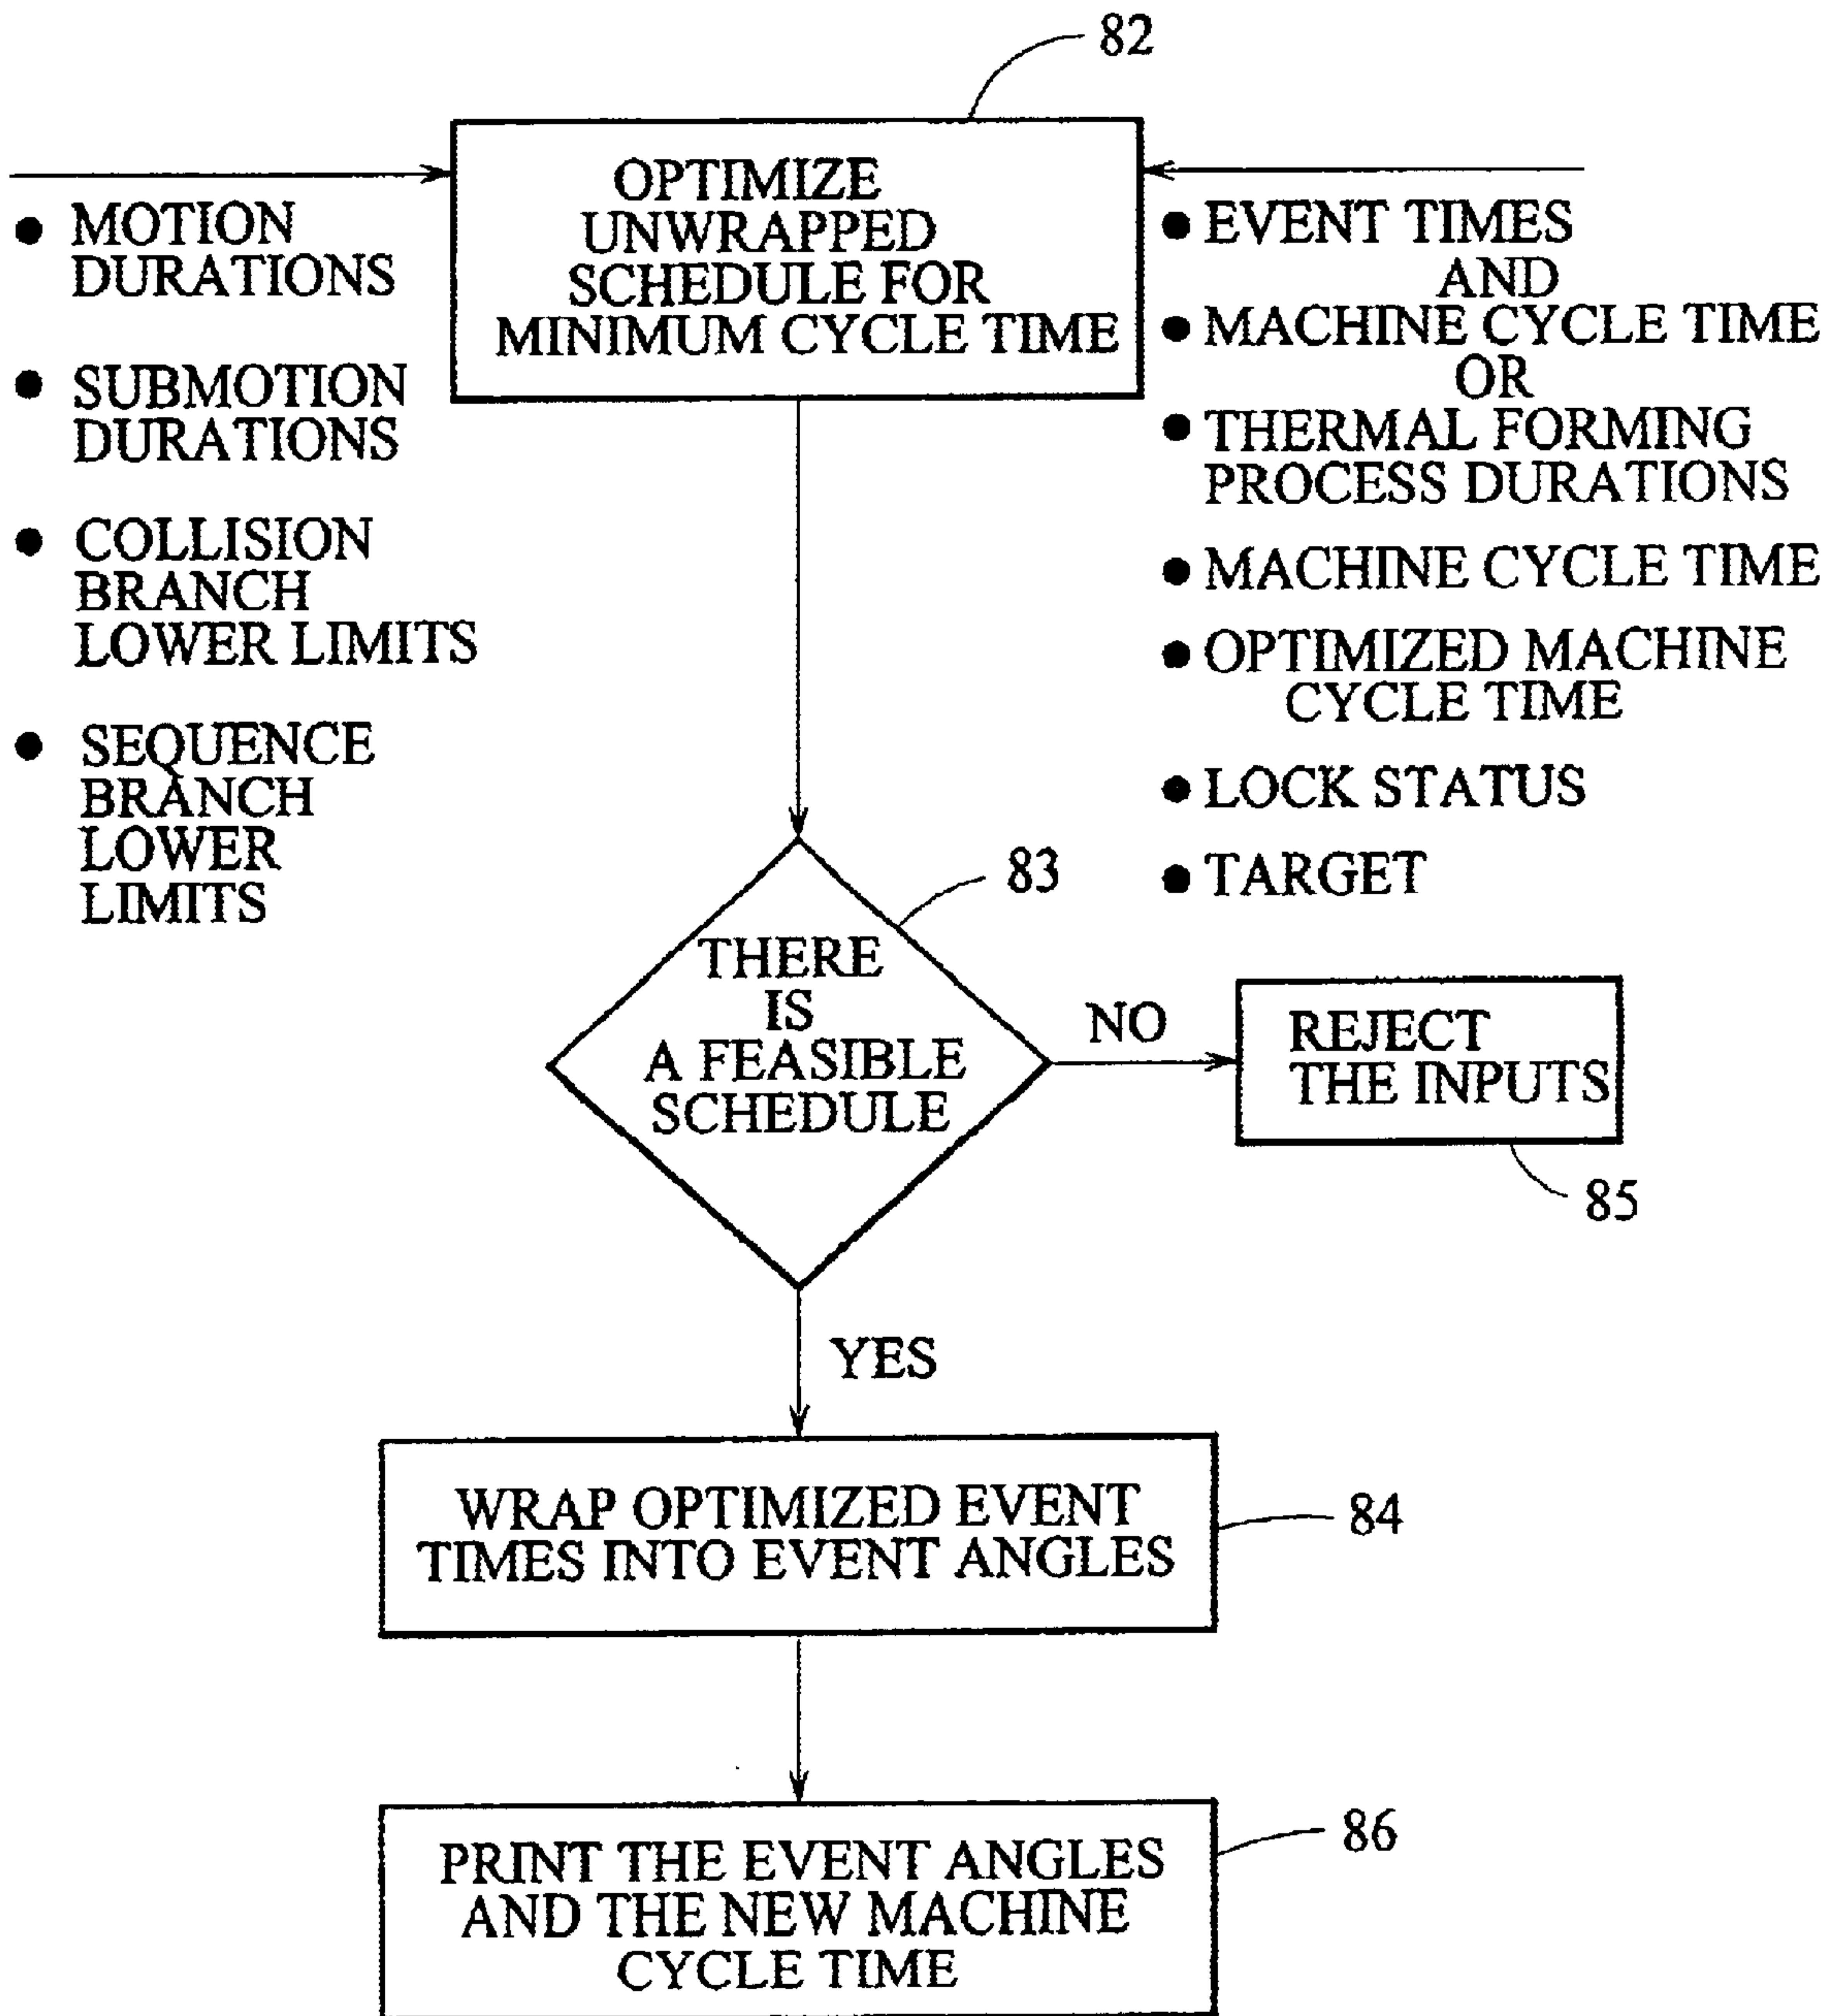 82
OPTIMIZE
UNWRAPPED
SCHEDULE FOR
MINIMUM CYCLE TIME
● MOTION
DURATIONS
● SUBMOTION
DURATIONS
● COLLISION
BRANCH
LOWER LIMITS
● SEQUENCE
BRANCH
LOWER
LIMITS
● EVENT TIMES
AND
● MACHINE CYCLE TIME
OR
● THERMAL FORMING
PROCESS DURATIONS
● MACHINE CYCLE TIME
● OPTIMIZED MACHINE
CYCLE TIME
● LOCK STATUS
● TARGET
83
THERE
IS
A FEASIBLE
SCHEDULE
NO
REJECT
THE INPUTS
85
YES
WRAP OPTIMIZED EVENT
TIMES INTO EVENT ANGLES
84
PRINT THE EVENT ANGLES
AND THE NEW MACHINE
CYCLE TIME
86